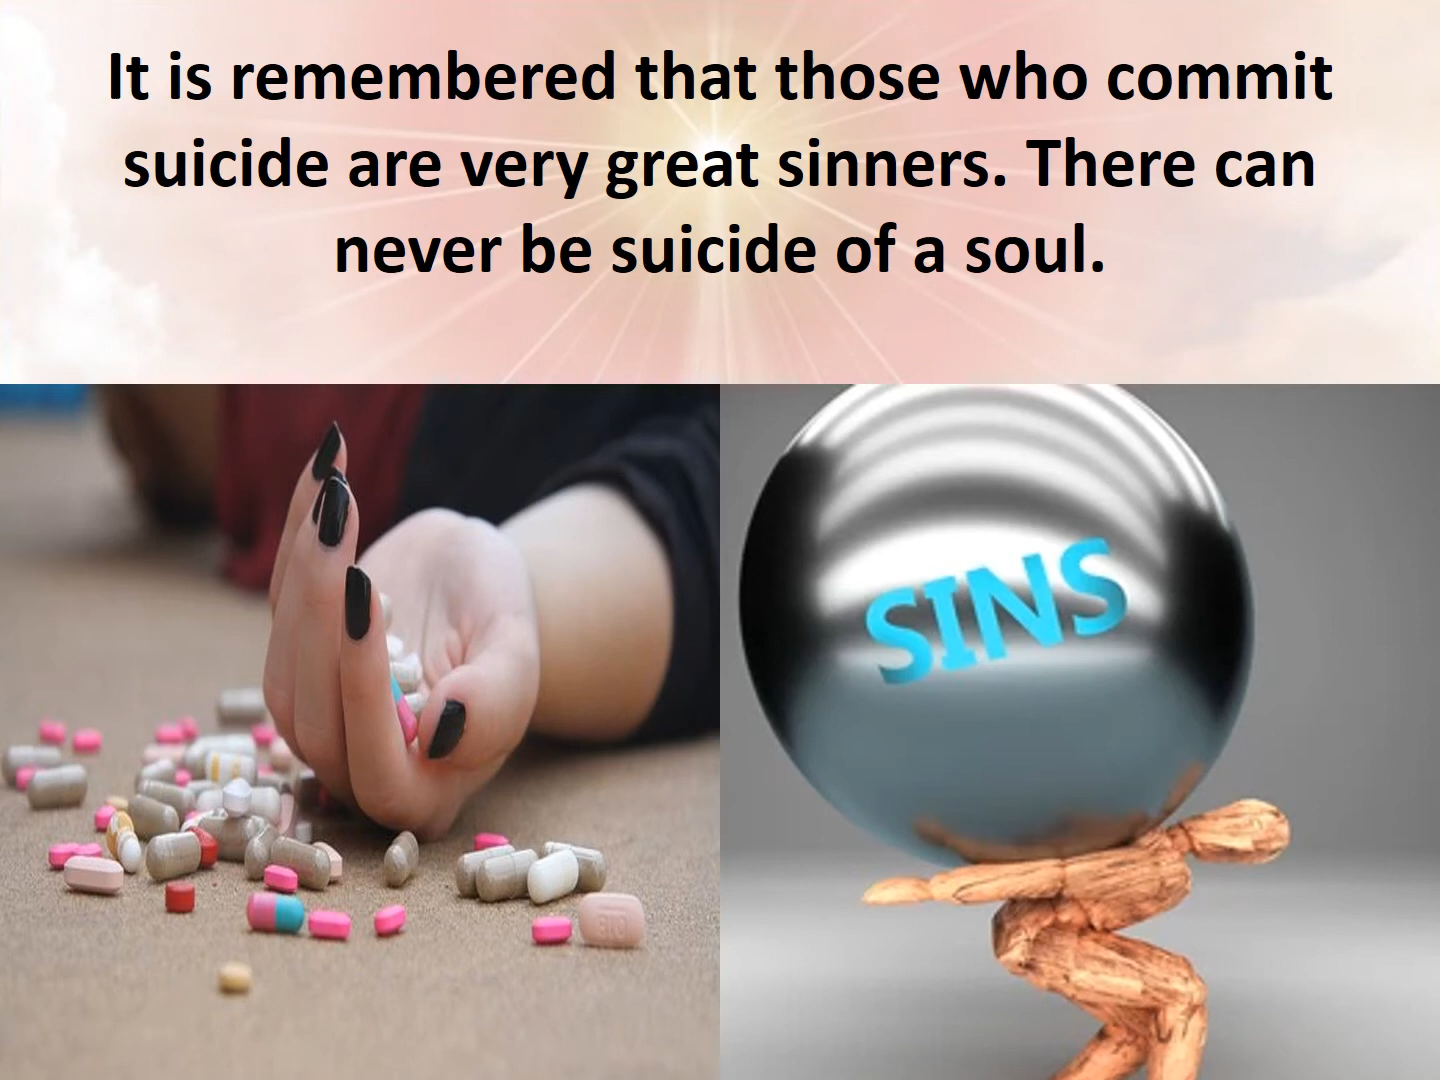 It is remembered that those who commit
suicide are very great sinners. There can
never be suicide of a soul.
SINS